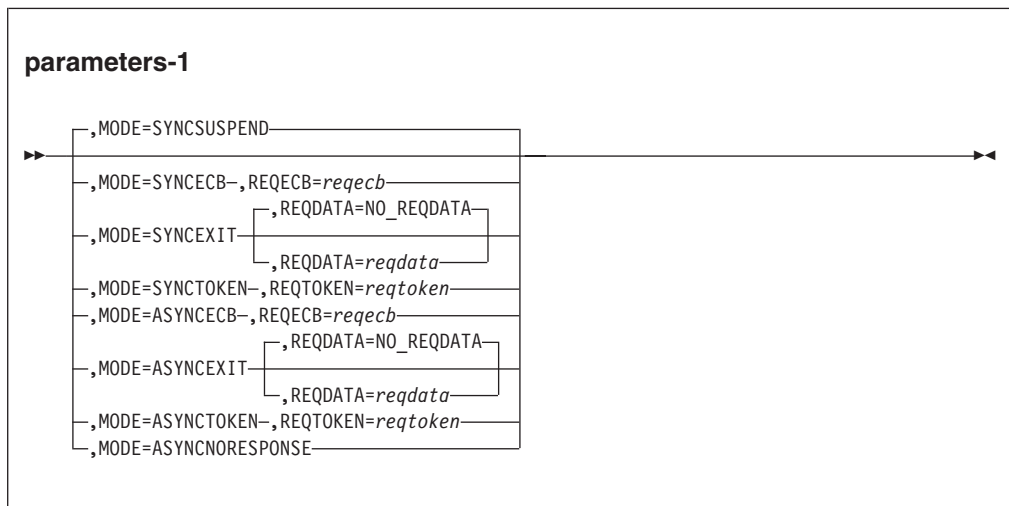 parameters-1
,MODE=SYNCSUSPEND
,MODE=SYNCECB ,REQECB=reqecb
,REQDATA=NO_REQDATA
,MODE=SYNCEXIT
,REQDATA=reqdata
,MODE=SYNCTOKEN ,REQTOKEN=reqtoken
,MODE=ASYNCECB ,REQECB=reqecb
,REQDATA=NO_REQDATA
,MODE=ASYNCEXIT
,REQDATA=reqdata
,MODE=ASYNCTOKEN ,REQTOKEN=reqtoken
,MODE=ASYNCNORESPONSE